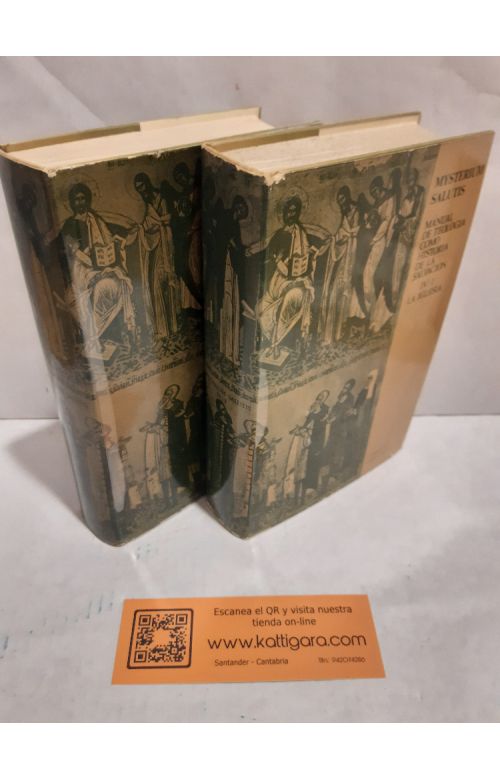 MYSTERIUM
SALUTIS
MANUAL
DE TEOLOGIA
COMO
HISTORIA
DE LA
SALVACION
LA IGLESIA
Escanea el QR y visita nuestra
tienda on-line
www.kattigara.com
Santander - Cantabria